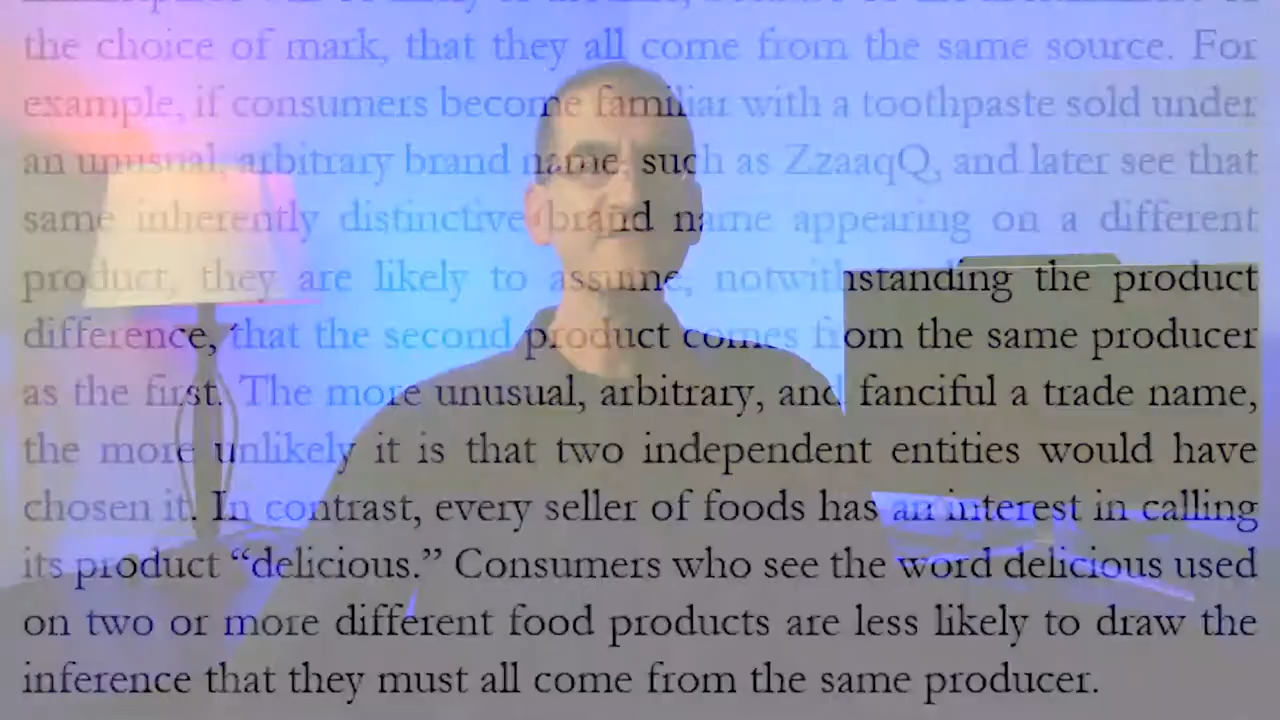 the choice of mark, that they all come from the same source. For
example, if consumers become familiar with a toothpaste sold under
an unusual, arbitrary brand name, such as ZzaaqQ, and later see that
same inherently distinctive brand name appearing on a different
product, they are likely to assume, notwithstanding the product
difference, that the second product comes from the same producer
as the first. The more unusual, arbitrary, and fanciful a trade name,
the more unlikely it is that two independent entities would have
chosen it. In contrast, every seller of foods has an interest in calling
its product “delicious.” Consumers who see the word delicious used
on two or more different food products are less likely to draw the
inference that they must all come from the same producer.